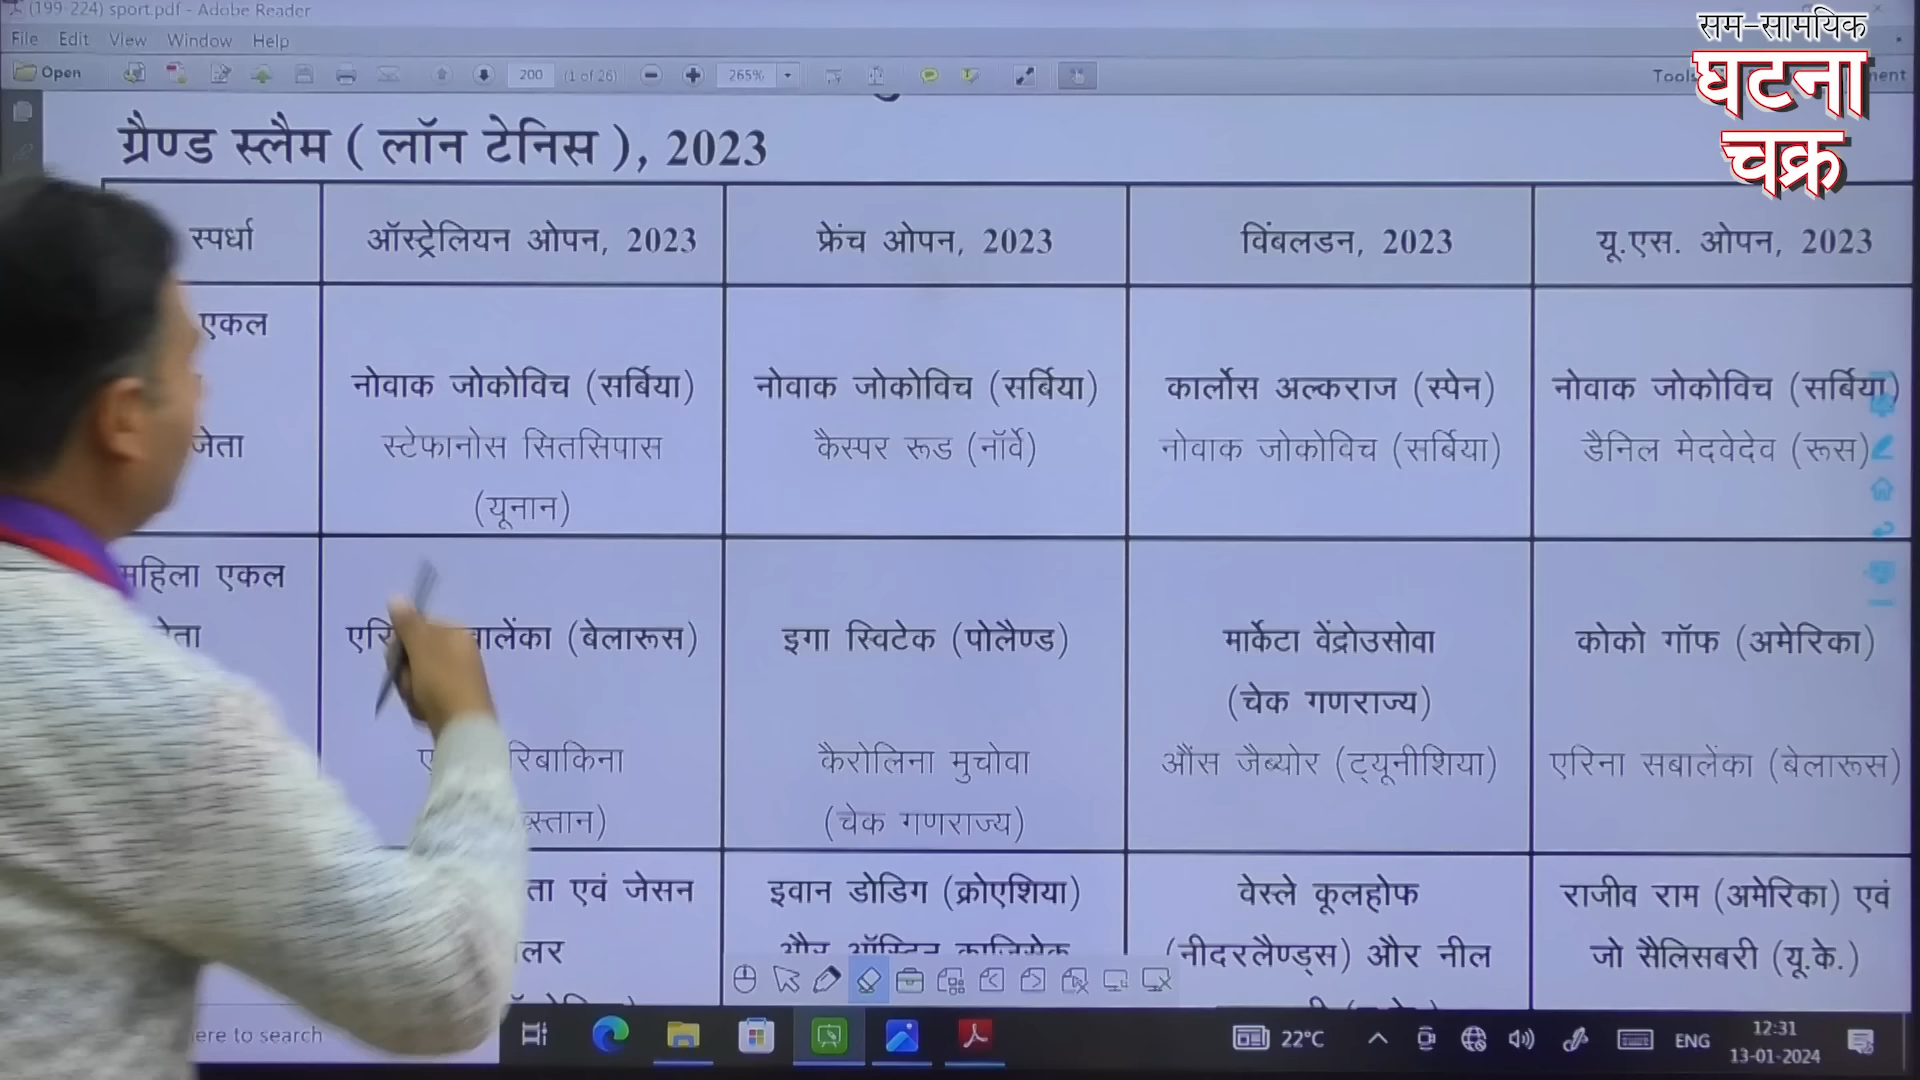 (199-224) sport.pdf - Adobe Reader
File Edit View Window Help
Open 200 (1 of 26) 265% Tools
सम-सामयिक
घटना
चक्र
ग्रैण्ड स्लैम ( लॉन टेनिस ), 2023
स्पर्धा ऑस्ट्रेलियन ओपन, 2023 फ्रेंच ओपन, 2023 विंबलडन, 2023 यू.एस. ओपन, 2023
एकल
नोवाक जोकोविच (सर्बिया) नोवाक जोकोविच (सर्बिया) कार्लोस अल्कराज (स्पेन) नोवाक जोकोविच (सर्बिया)
स्टेफानोस सितसिपास कैस्पर रूड (नॉर्वे) नोवाक जोकोविच (सर्बिया) डैनिल मेदवेदेव (रूस)
(यूनान)
महिला एकल
(बेलारूस) इगा स्विटेक (पोलैण्ड) मार्केटा वेंद्रोउसोवा कोको गॉफ (अमेरिका)
(चेक गणराज्य)
रिबाकिना कैरोलिना मुचोवा औंस जैब्योर (ट्यूनीशिया) एरिना सबालेंका (बेलारूस)
(चेक गणराज्य)
एवं जेसन इवान डोडिग (क्रोएशिया) वेस्ले कूलहोफ राजीव राम (अमेरिका) एवं
(नीदरलैण्ड्स) और नील जो सैलिसबरी (यू.के.)
to search 22°C ENG 12:31
13-01-2024